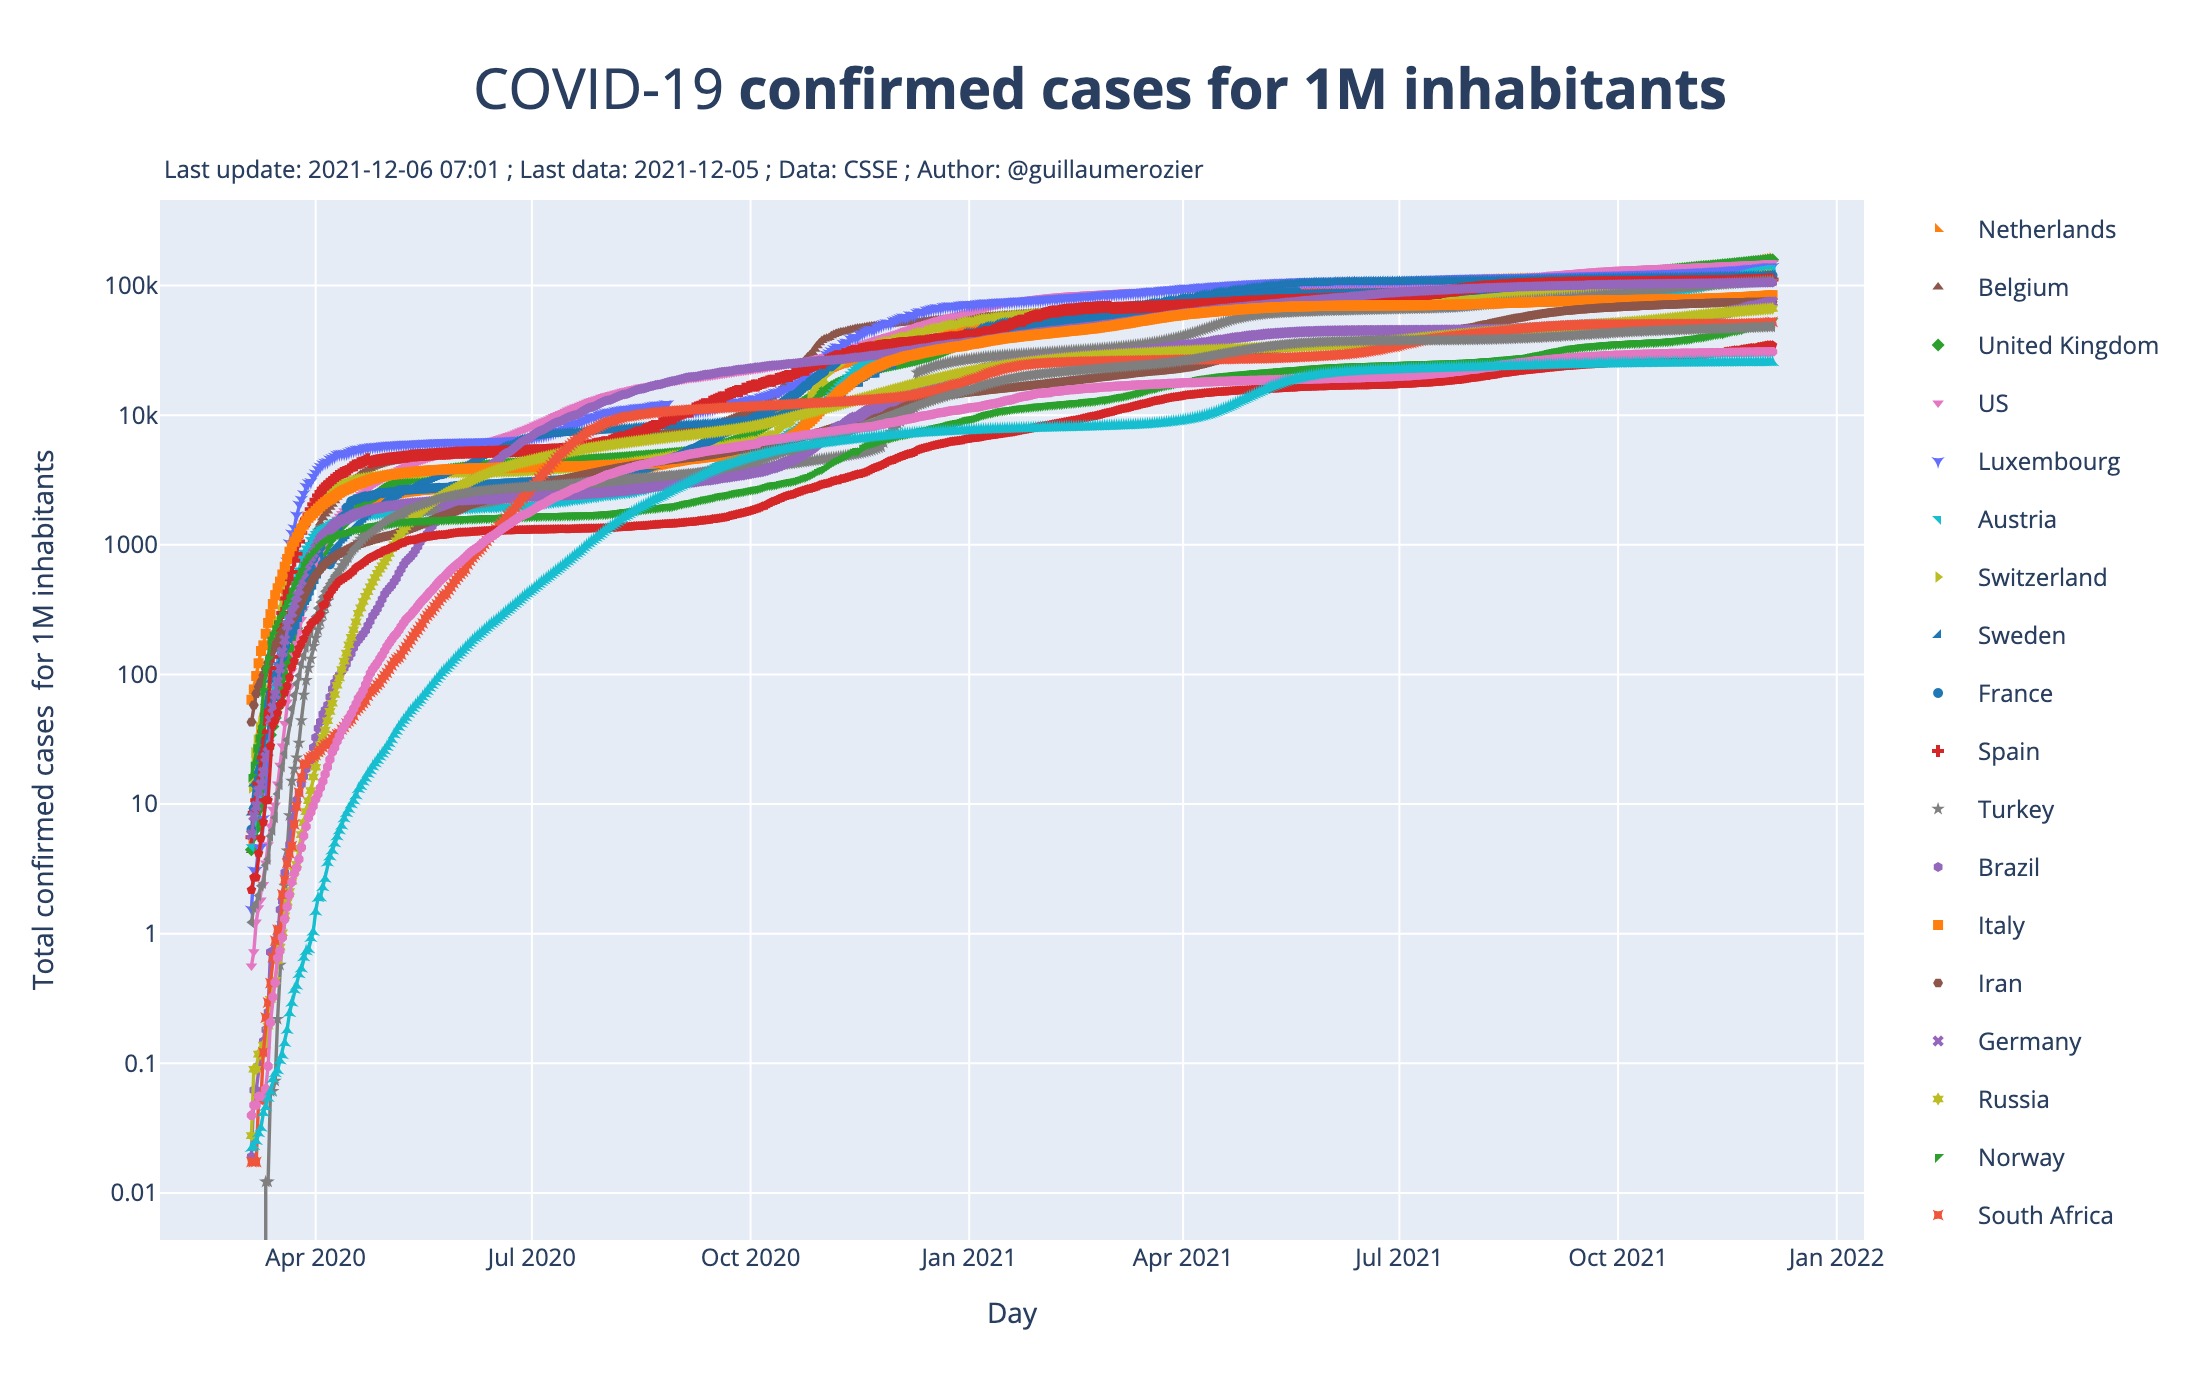 COVID-19 confirmed cases for 1M inhabitants
Last update: 2021-12-06 07:01 ; Last data: 2021-12-05 ; Data: CSSE ; Author: @guillaumerozier
Total confirmed cases for 1M inhabitants
100k
10k
1000
100
10
1
0.1
0.01
Apr 2020
Jul 2020
Oct 2020
Jan 2021
Apr 2021
Jul 2021
Oct 2021
Jan 2022
Day
Netherlands
Belgium
United Kingdom
US
Luxembourg
Austria
Switzerland
Sweden
France
Spain
Turkey
Brazil
Italy
Iran
Germany
Russia
Norway
South Africa